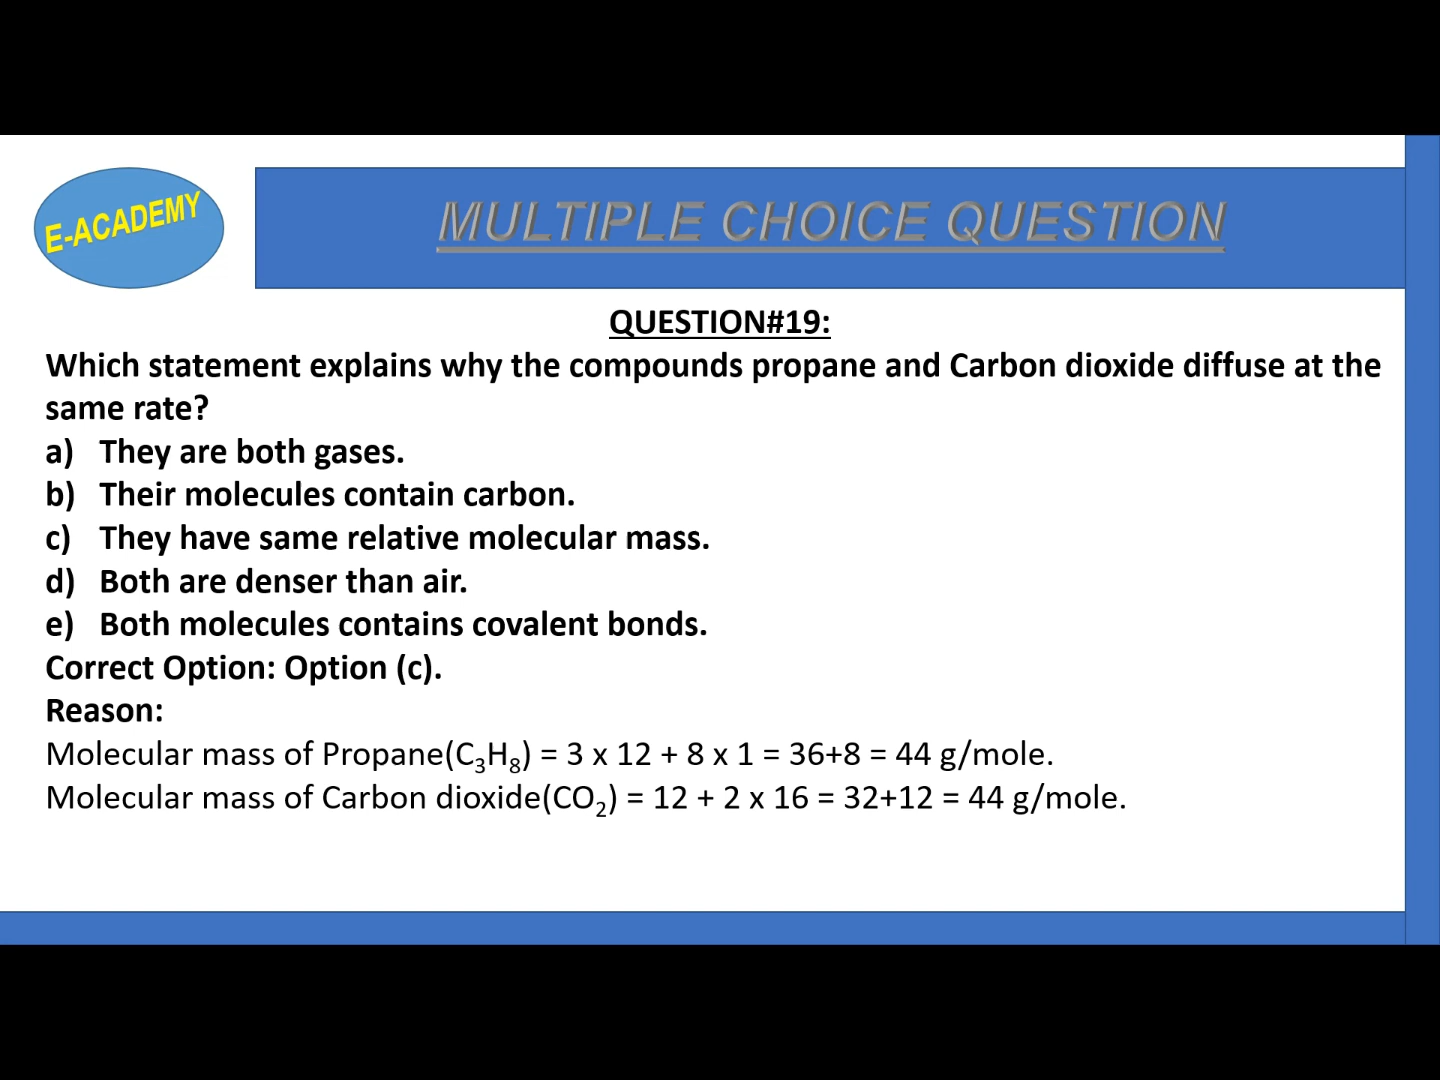 E-ACADEMY
MULTIPLE CHOICE QUESTION
QUESTION#19:
Which statement explains why the compounds propane and Carbon dioxide diffuse at the
same rate?
a) They are both gases.
b) Their molecules contain carbon.
c) They have same relative molecular mass.
d) Both are denser than air.
e) Both molecules contains covalent bonds.
Correct Option: Option (c).
Reason:
Molecular mass of Propane(C₃H₈) = 3 x 12 + 8 x 1 = 36+8 = 44 g/mole.
Molecular mass of Carbon dioxide(CO₂) = 12 + 2 x 16 = 32+12 = 44 g/mole.